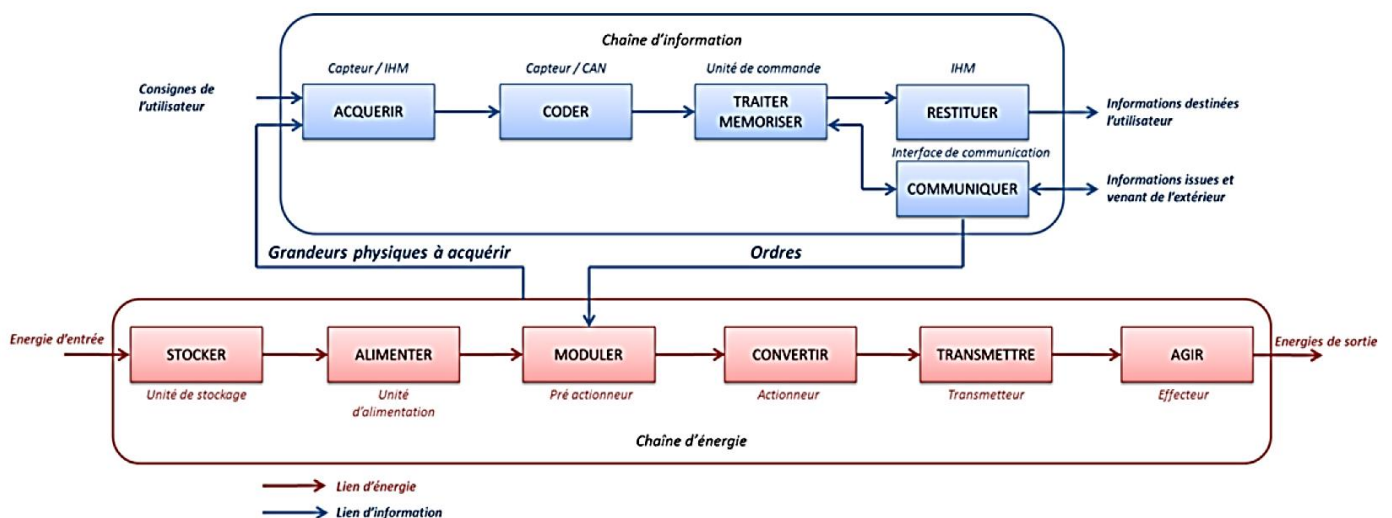 Chaîne d'information
Capteur / IHM
Capteur / CAN
Unité de commande
IHM
Consignes de
l'utilisateur
ACQUERIR
CODER
TRAITER
MEMORISER
RESTITUER
Informations destinées
l'utilisateur
Interface de communication
COMMUNIQUER
Informations issues et
venant de l'extérieur
Grandeurs physiques à acquérir
Ordres
Energie d'entrée
STOCKER
ALIMENTER
MODULER
CONVERTIR
TRANSMETTRE
AGIR
Energies de sortie
Unité de stockage
Unité
d'alimentation
Pré actionneur
Actionneur
Transmetteur
Effecteur
Chaîne d'énergie
Lien d'énergie
Lien d'information